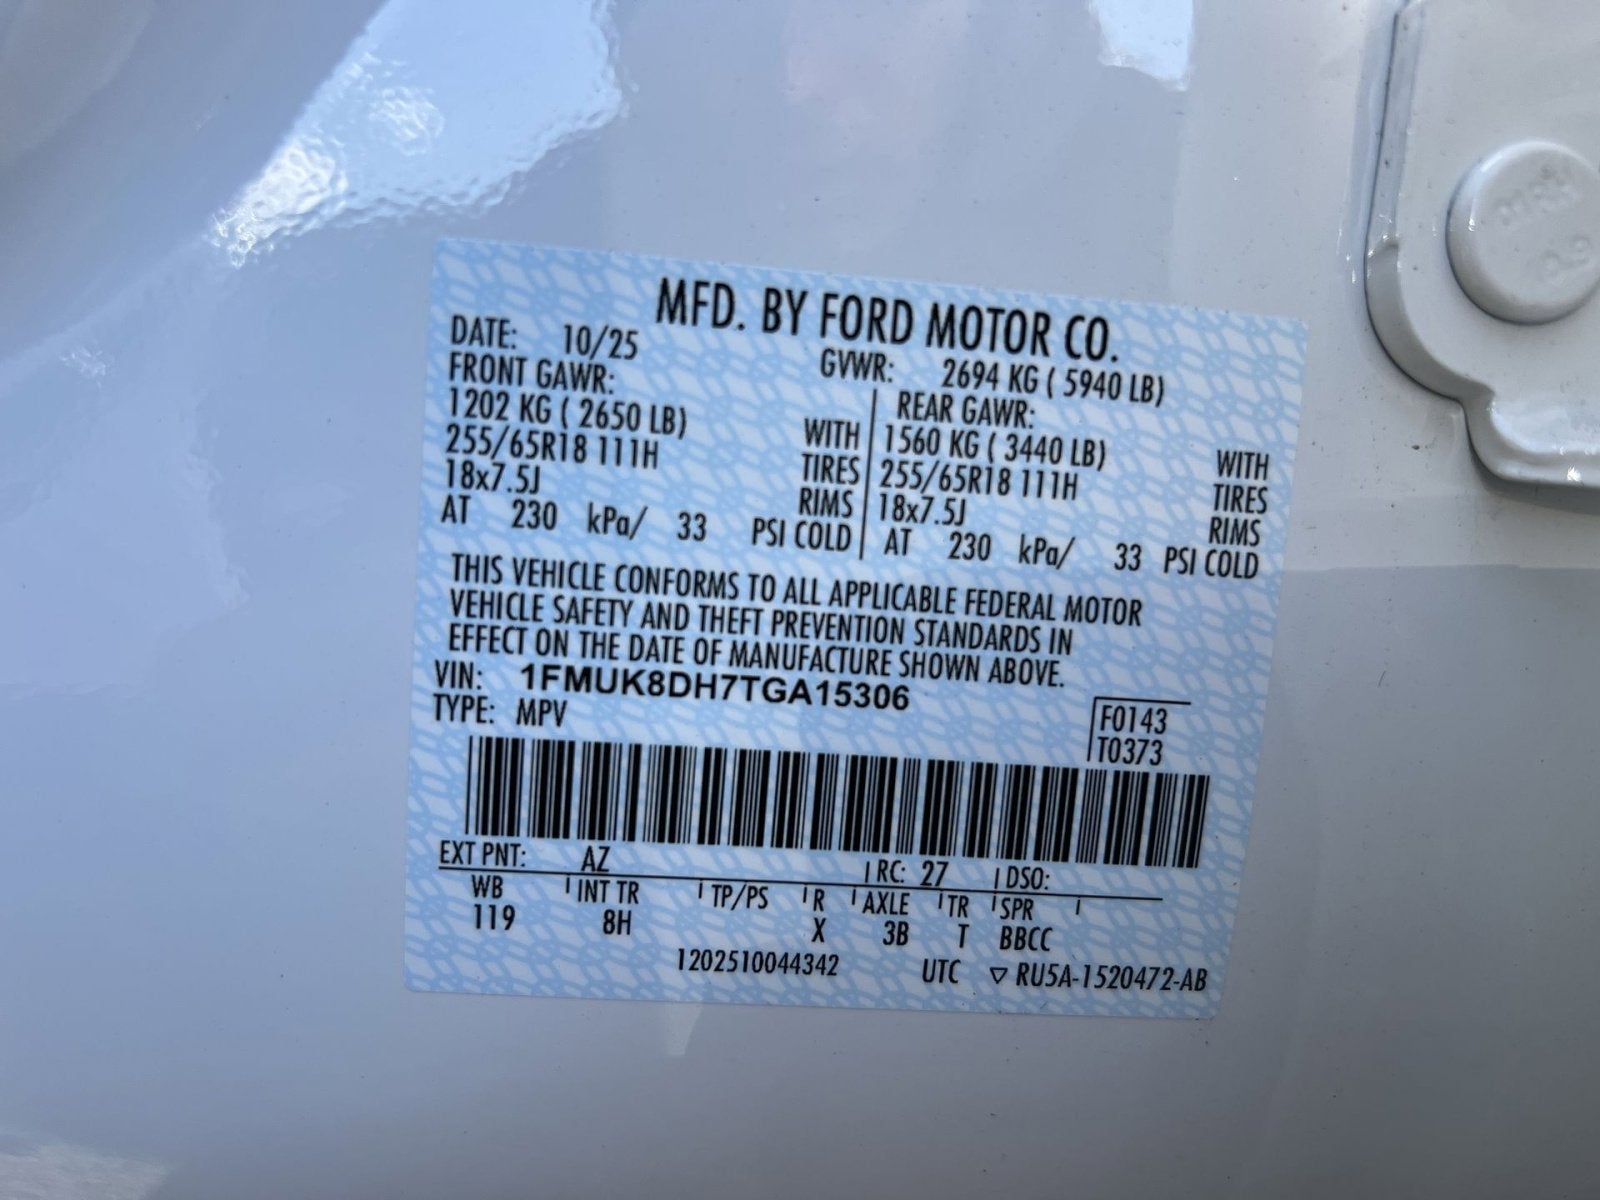 MFD. BY FORD MOTOR CO.
DATE: 10/25 GVWR: 2694 KG ( 5940 LB)
FRONT GAWR: REAR GAWR:
1202 KG ( 2650 LB) WITH 1560 KG ( 3440 LB) WITH
255/65R18 111H TIRES 255/65R18 111H TIRES
18x7.5J RIMS 18x7.5J RIMS
AT 230 kPa/ 33 PSI COLD AT 230 kPa/ 33 PSI COLD
THIS VEHICLE CONFORMS TO ALL APPLICABLE FEDERAL MOTOR
VEHICLE SAFETY AND THEFT PREVENTION STANDARDS IN
EFFECT ON THE DATE OF MANUFACTURE SHOWN ABOVE.
VIN: 1FMUK8DH7TGA15306
TYPE: MPV
F0143
T0373
EXT PNT: AZ RC: 27 DSO:
WB INT TR TP/PS R AXLE TR SPR
119 8H X 3B T BBCC
1202510044342 UTC ▽ RU5A-1520472-AB